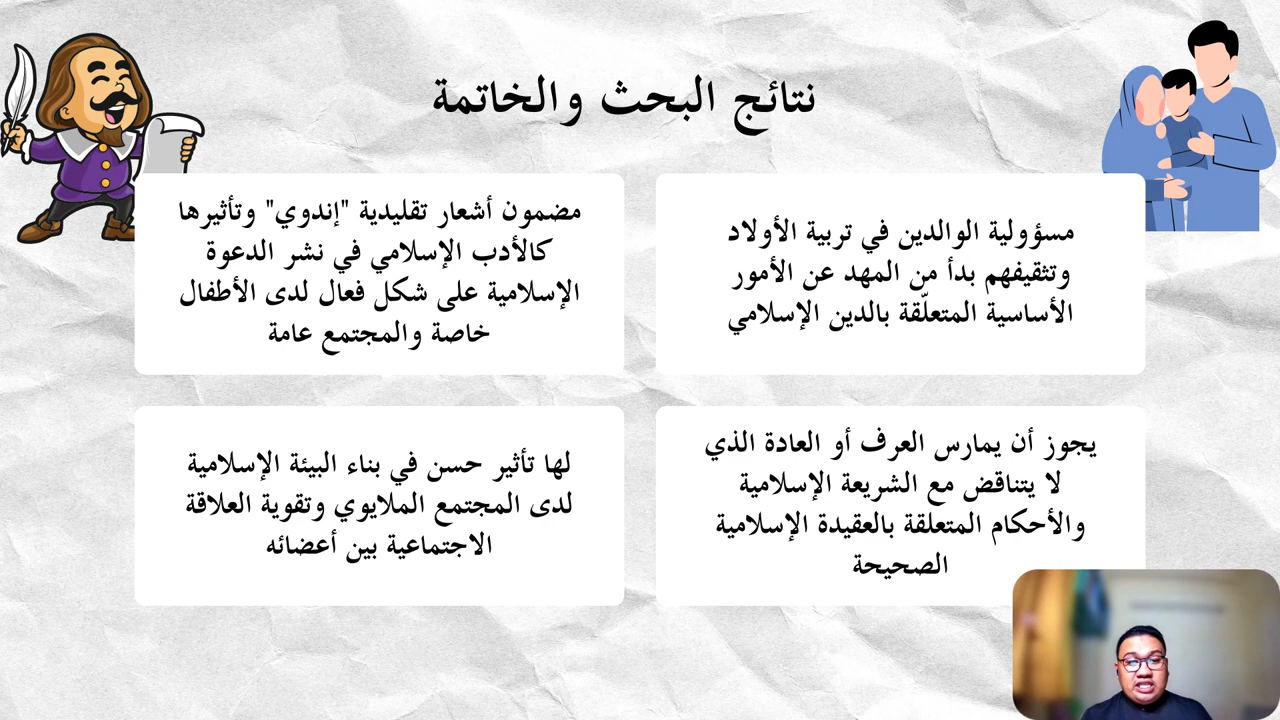 نتائج البحث والخاتمة
مسؤولية الوالدين في تربية الأولاد
وتثقيفهم بدأ من المهد عن الأمور
الأساسية المتعلّقة بالدين الإسلامي
مضمون أشعار تقليدية "إندوي" وتأثيرها
كالأدب الإسلامي في نشر الدعوة
الإسلامية على شكل فعال لدى الأطفال
خاصة والمجتمع عامة
يجوز أن يمارس العرف أو العادة الذي
لا يتناقض مع الشريعة الإسلامية
والأحكام المتعلقة بالعقيدة الإسلامية
الصحيحة
لها تأثير حسن في بناء البيئة الإسلامية
لدى المجتمع الملايوي وتقوية العلاقة
الاجتماعية بين أعضائه